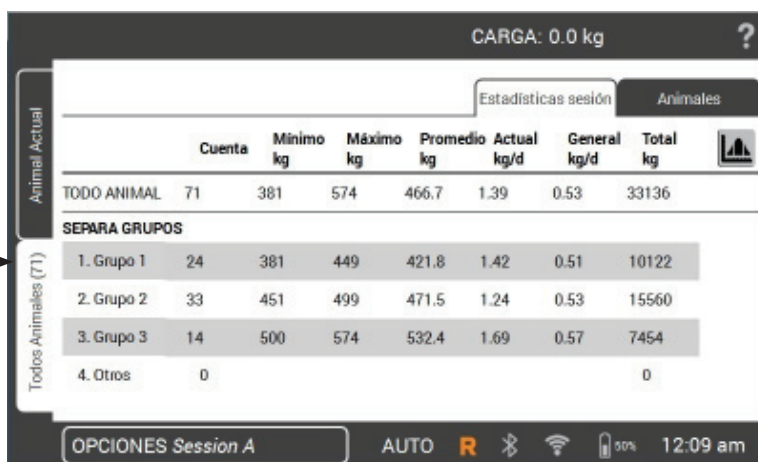 CARGA: 0.0 kg ?
Animal Actual
Todos Animales (71)
Estadísticas sesión Animales
Cuenta Mínimo kg Máximo kg Promedio kg Actual kg/d General kg/d Total kg
TODO ANIMAL 71 381 574 466.7 1.39 0.53 33136
SEPARA GRUPOS
1. Grupo 1 24 381 449 421.8 1.42 0.51 10122
2. Grupo 2 33 451 499 471.5 1.24 0.53 15560
3. Grupo 3 14 500 574 532.4 1.69 0.57 7454
4. Otros 0 0
OPCIONES Session A AUTO R 50% 12:09 am